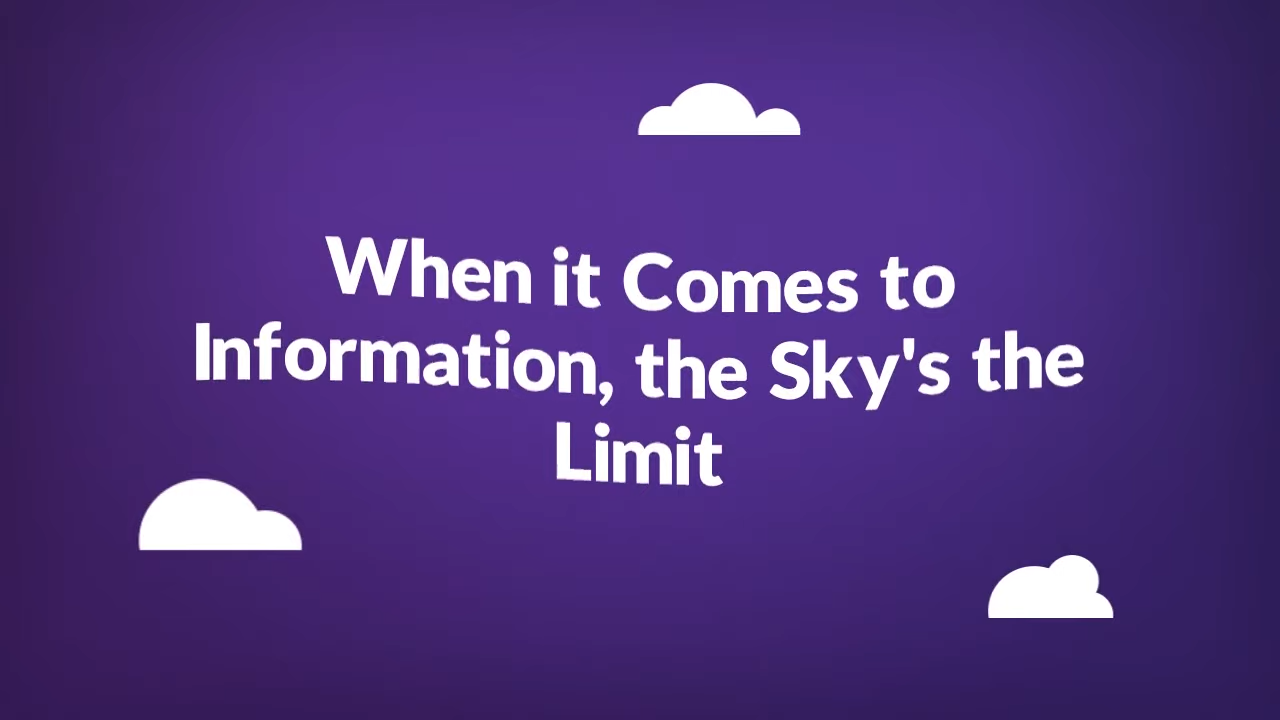 When it Comes to
Information, the Sky's the
Limit